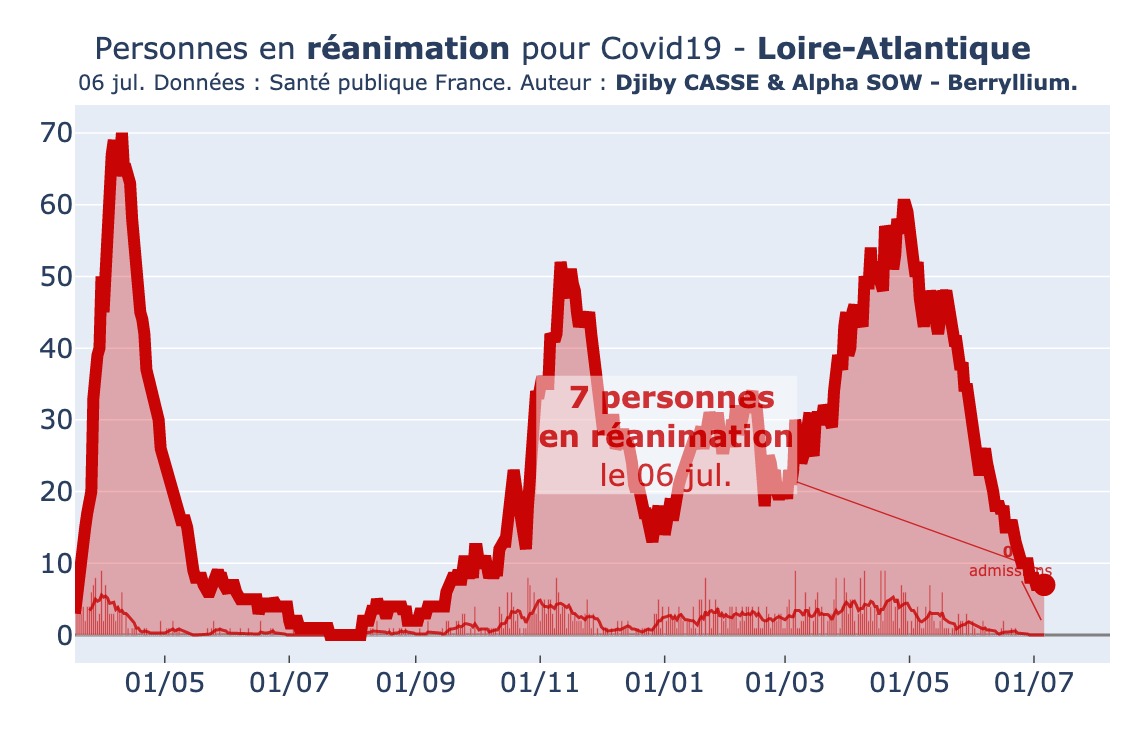 Personnes en réanimation pour Covid19 - Loire-Atlantique
06 jul. Données : Santé publique France. Auteur : Djiby CASSE & Alpha SOW - Berryllium.
70
60
50
40
30
20
10
0
7 personnes
en réanimation
le 06 jul.
0
admissions
01/05
01/07
01/09
01/11
01/01
01/03
01/05
01/07